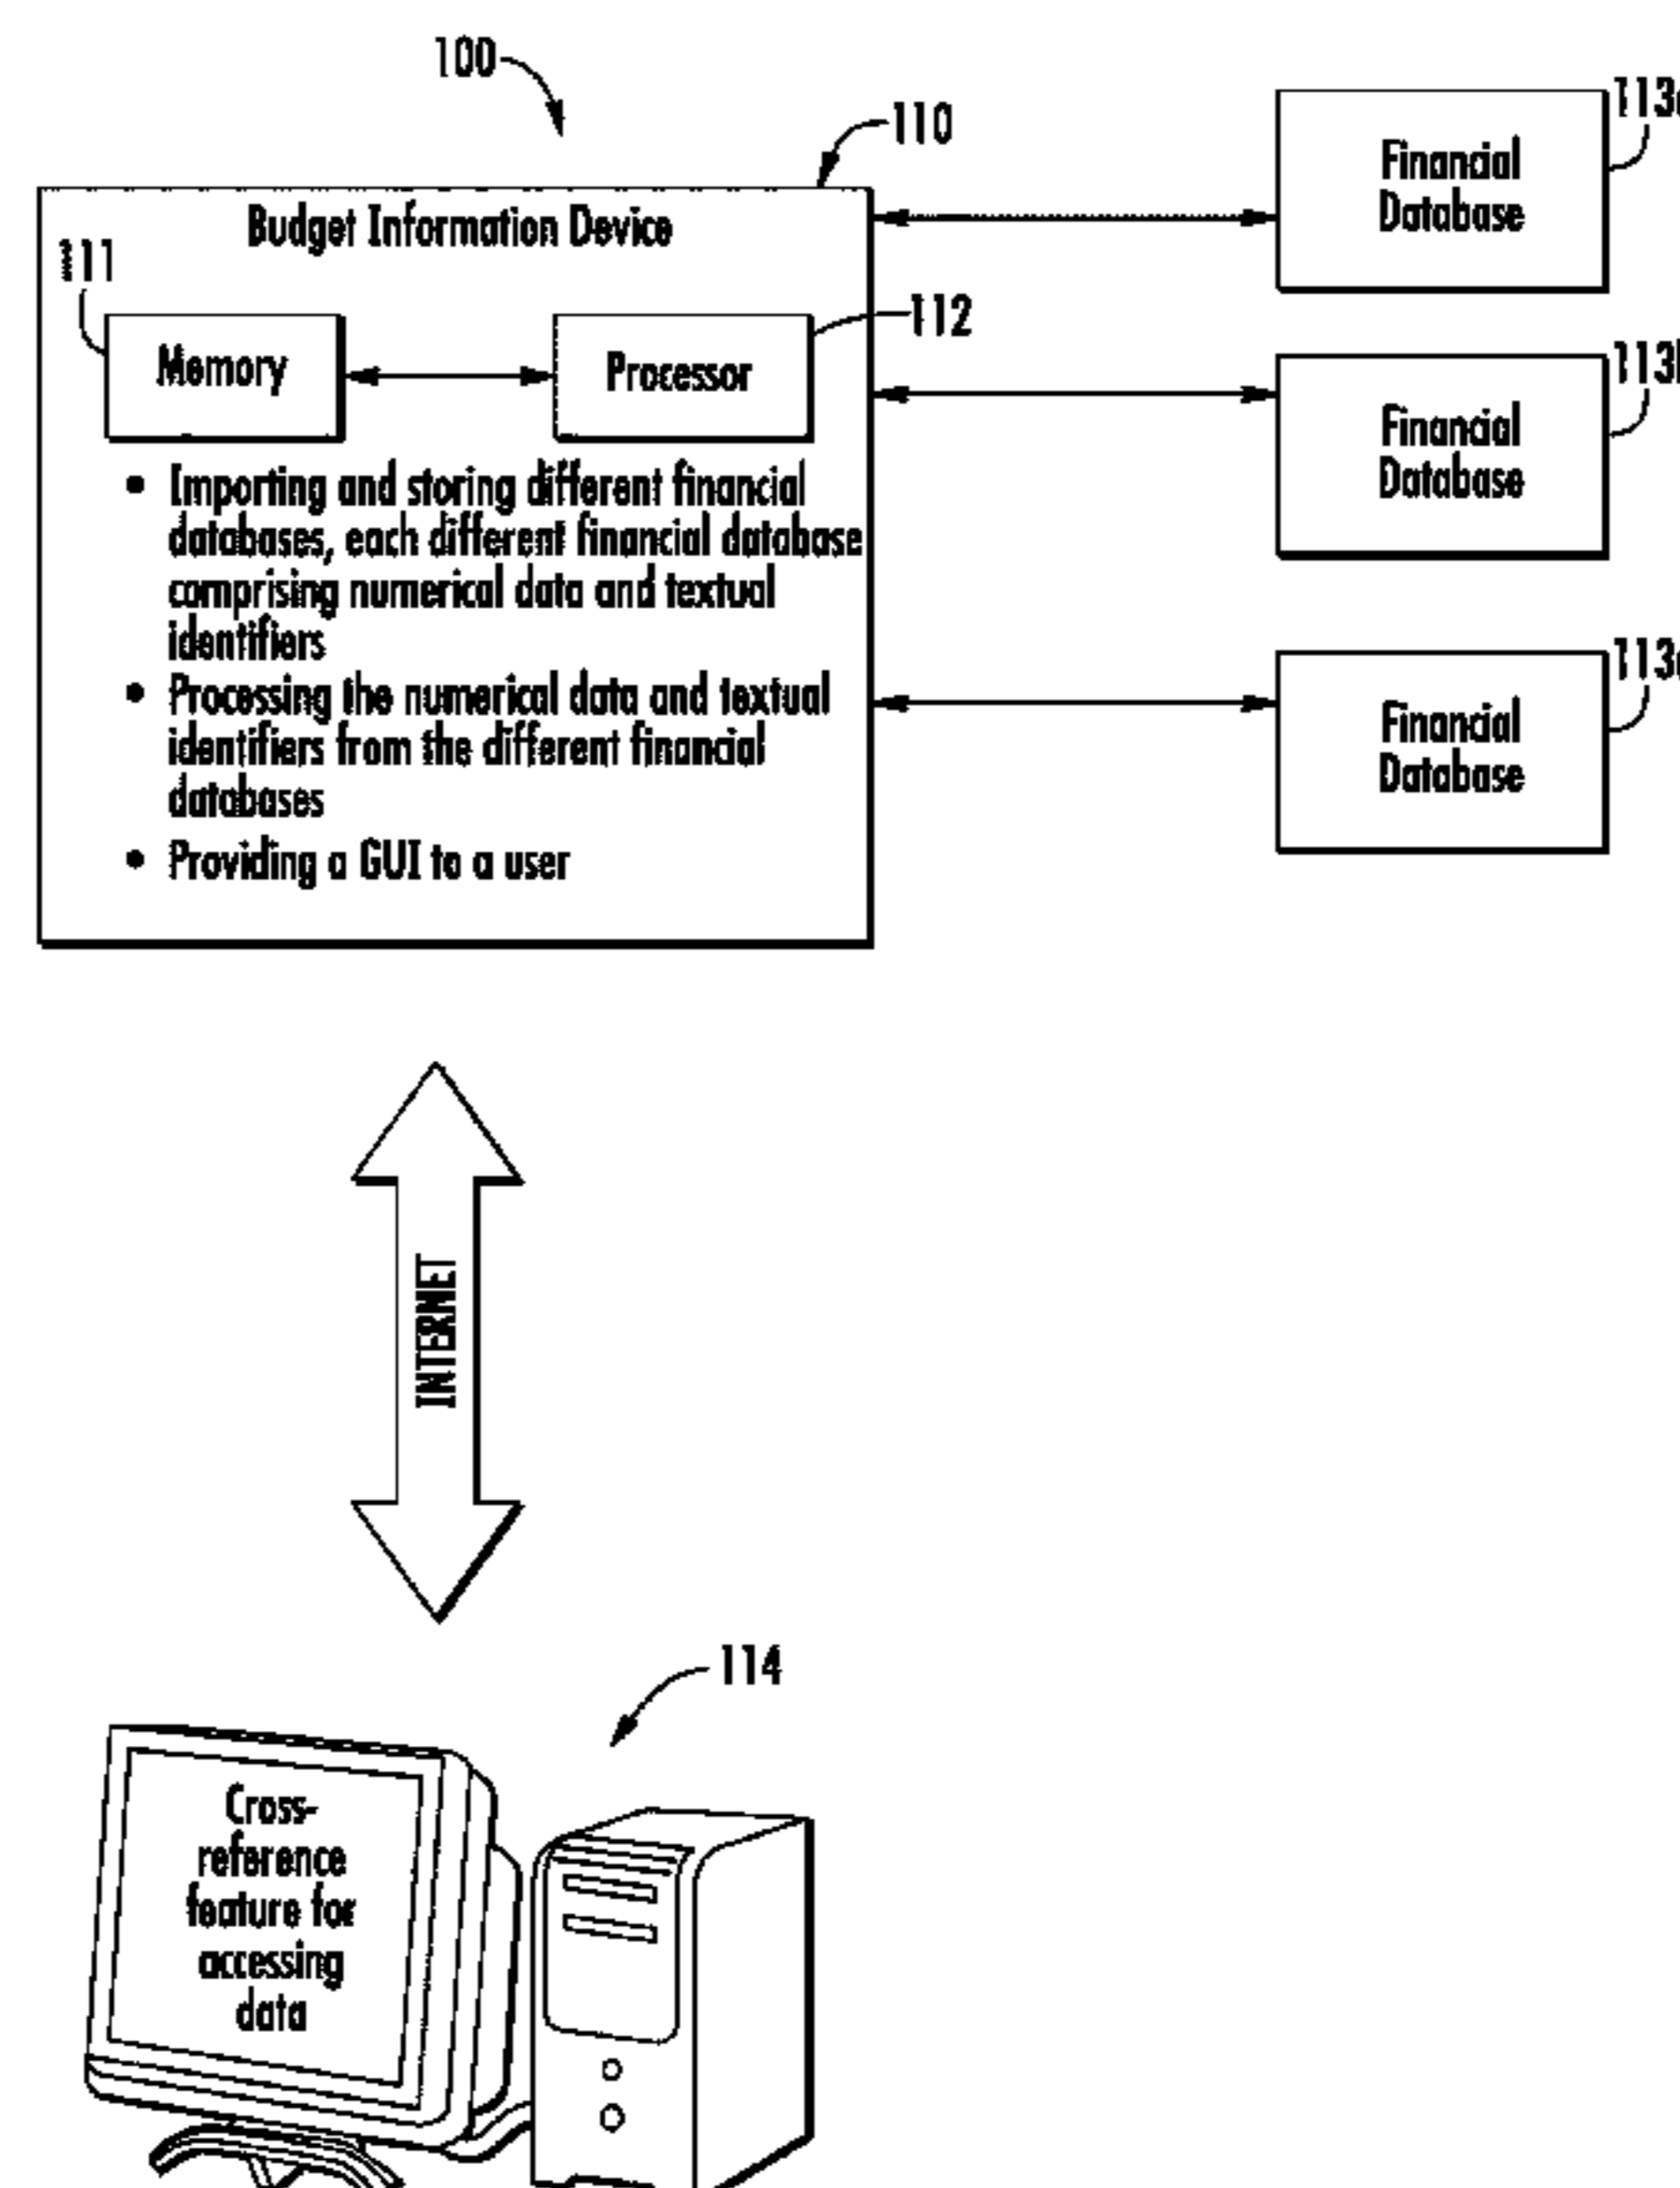 100
110
Budget Information Device
111
Memory
Processor
112
• Importing and storing different financial
databases, each different financial database
comprising numerical data and textual
identifiers
• Processing the numerical data and textual
identifiers from the different financial
databases
• Providing a GUI to a user
Financial
Database
Financial
Database
Financial
Database
INTERNET
114
Cross-
reference
feature for
accessing
data